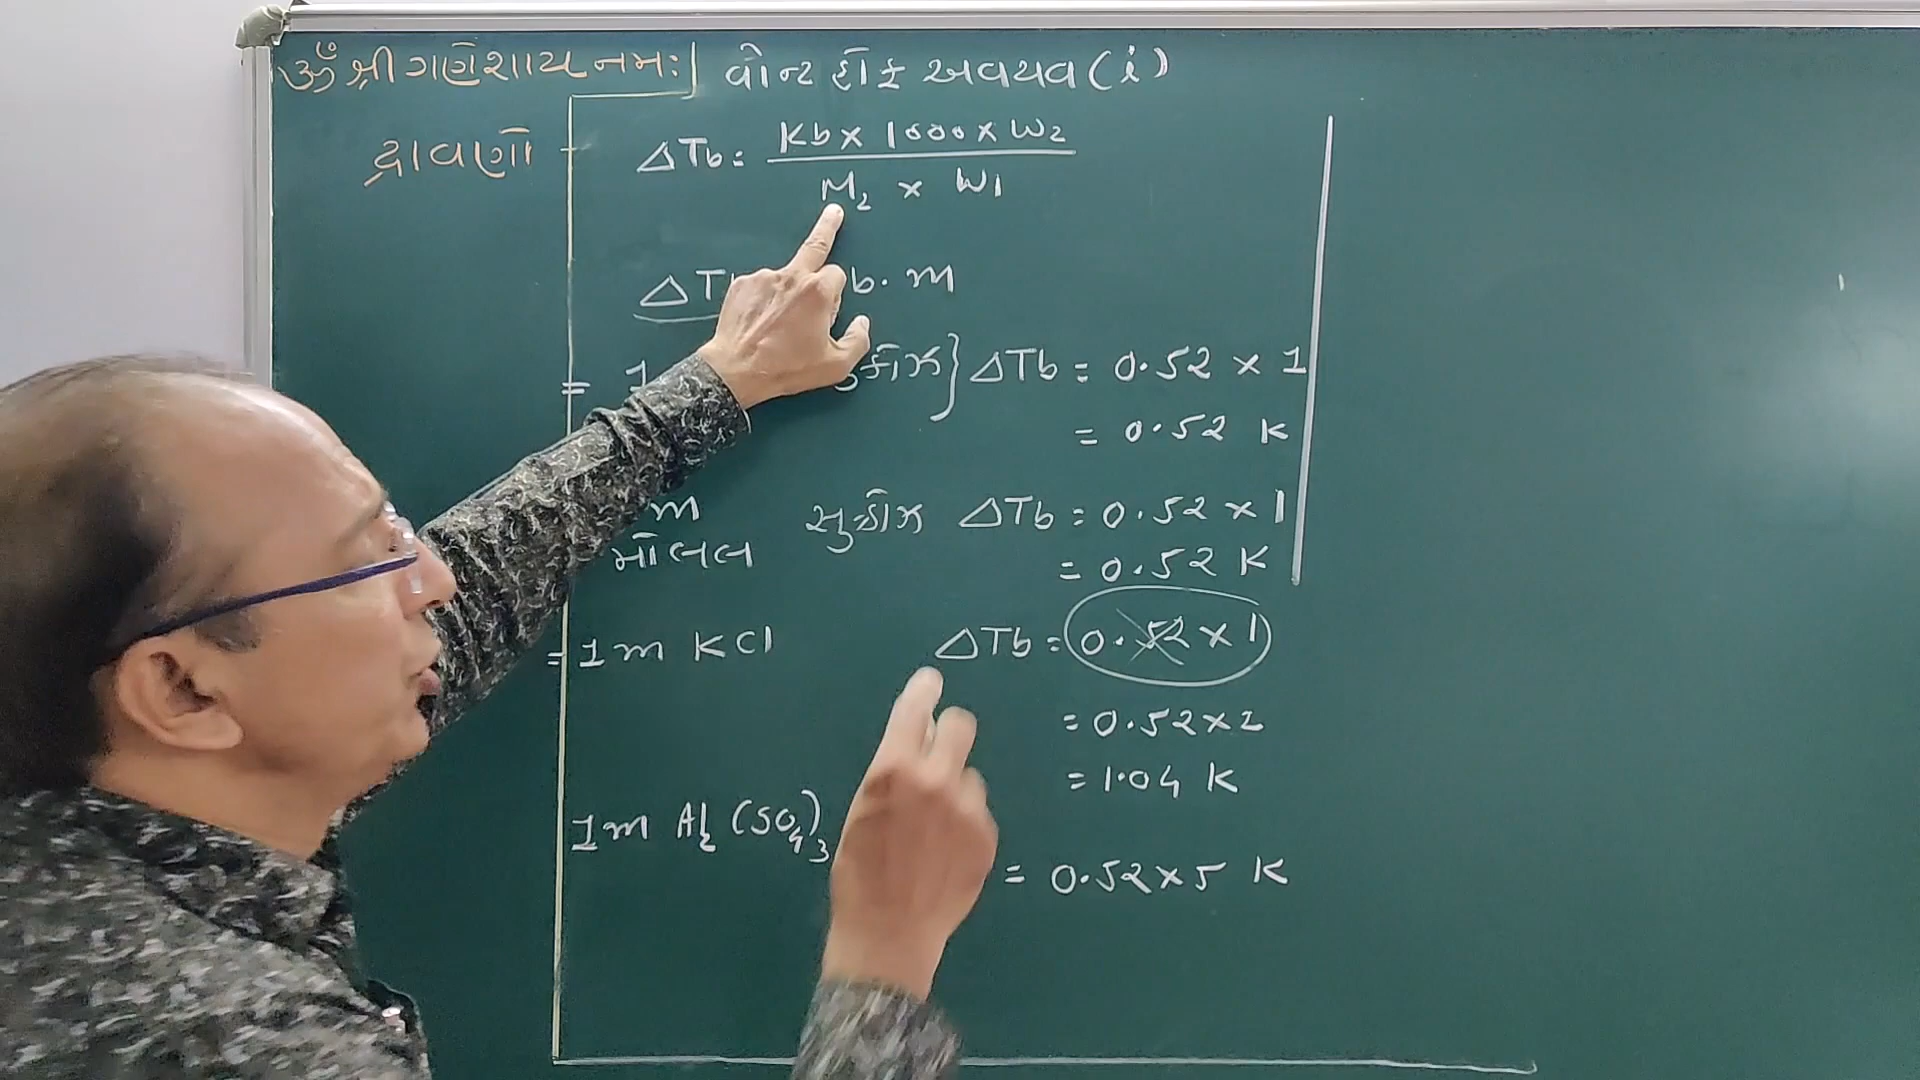 ૐ શ્રી ગણેશાય નમઃ। વોન્ટ હોફ અવયવ (i)
દ્રાવણો
ΔTb = Kb × 1000 × W2
M2 × W1
ΔT b · m
= 1 } ΔTb = 0.52 × 1
= 0.52 K
m સુક્રોઝ ΔTb = 0.52 × 1
મોલલ = 0.52 K
= 1m KCl ΔTb = 0.52 × 1
= 0.52 × 2
= 1.04 K
1m Al2(SO4)3 = 0.52 × 5 K